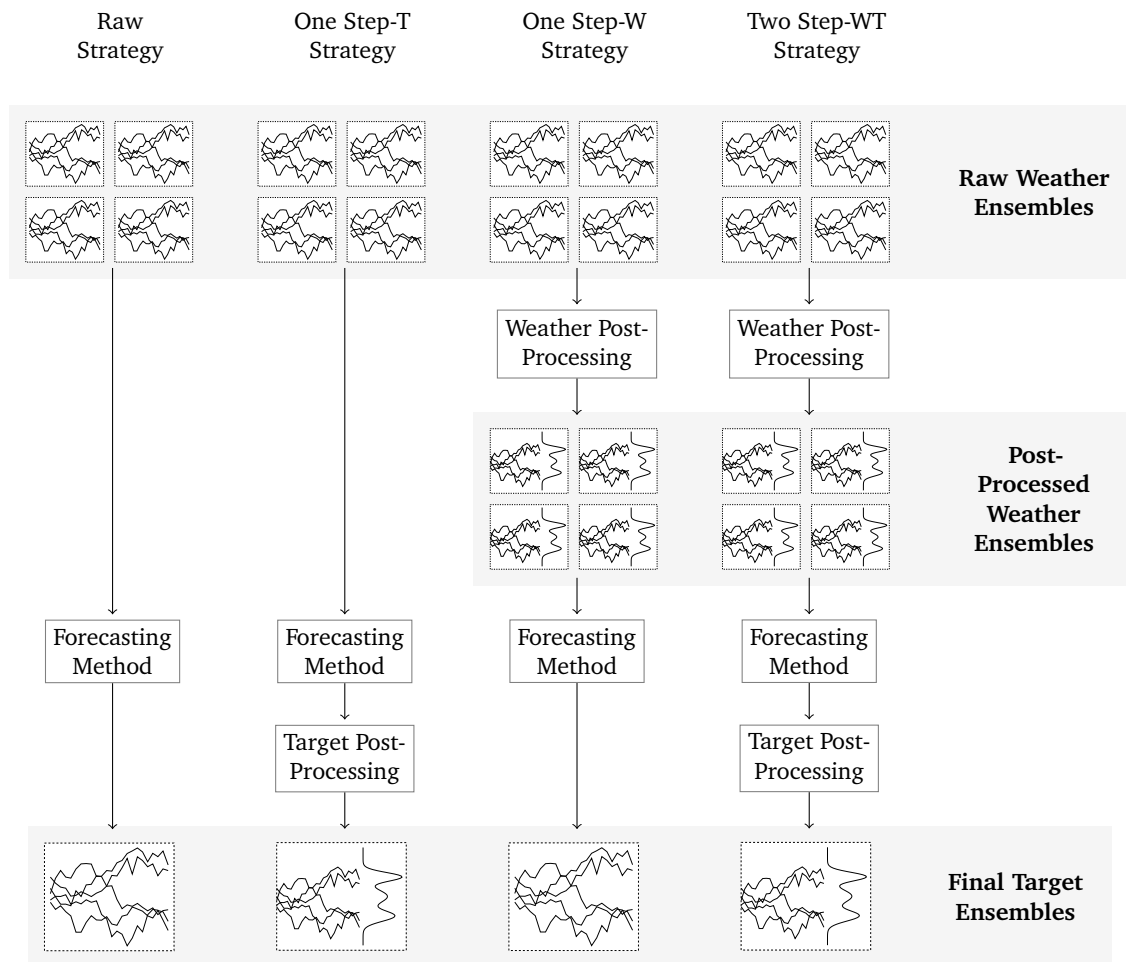 Raw
Strategy
One Step-T
Strategy
One Step-W
Strategy
Two Step-WT
Strategy
Raw Weather
Ensembles
Weather Post-
Processing
Weather Post-
Processing
Post-
Processed
Weather
Ensembles
Forecasting
Method
Forecasting
Method
Forecasting
Method
Forecasting
Method
Target Post-
Processing
Target Post-
Processing
Final Target
Ensembles